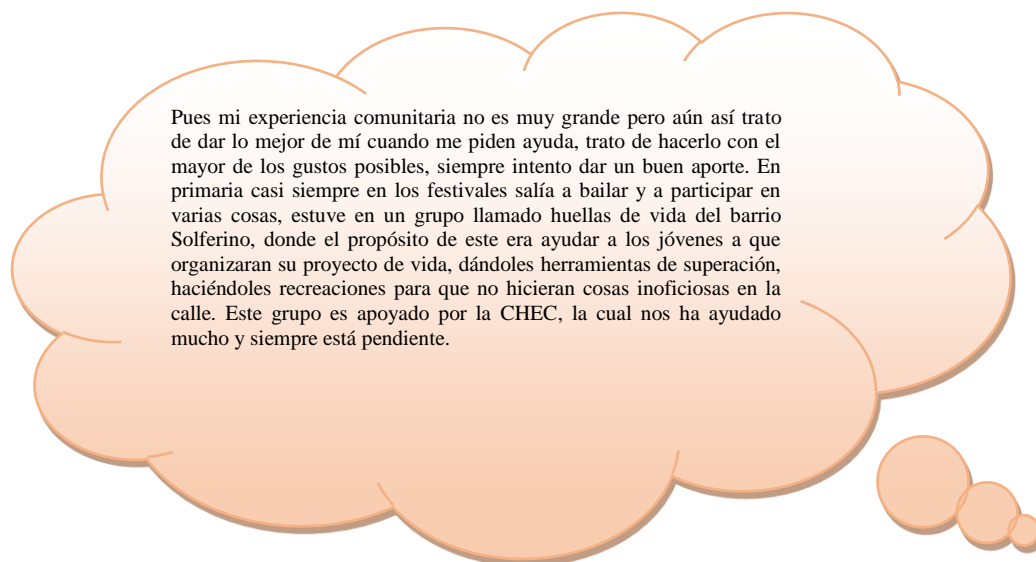 Pues mi experiencia comunitaria no es muy grande pero aún así trato
de dar lo mejor de mí cuando me piden ayuda, trato de hacerlo con el
mayor de los gustos posibles, siempre intento dar un buen aporte. En
primaria casi siempre en los festivales salía a bailar y a participar en
varias cosas, estuve en un grupo llamado huellas de vida del barrio
Solferino, donde el propósito de este era ayudar a los jóvenes a que
organizaran su proyecto de vida, dándoles herramientas de superación,
haciéndoles recreaciones para que no hicieran cosas inoficiosas en la
calle. Este grupo es apoyado por la CHEC, la cual nos ha ayudado
mucho y siempre está pendiente.